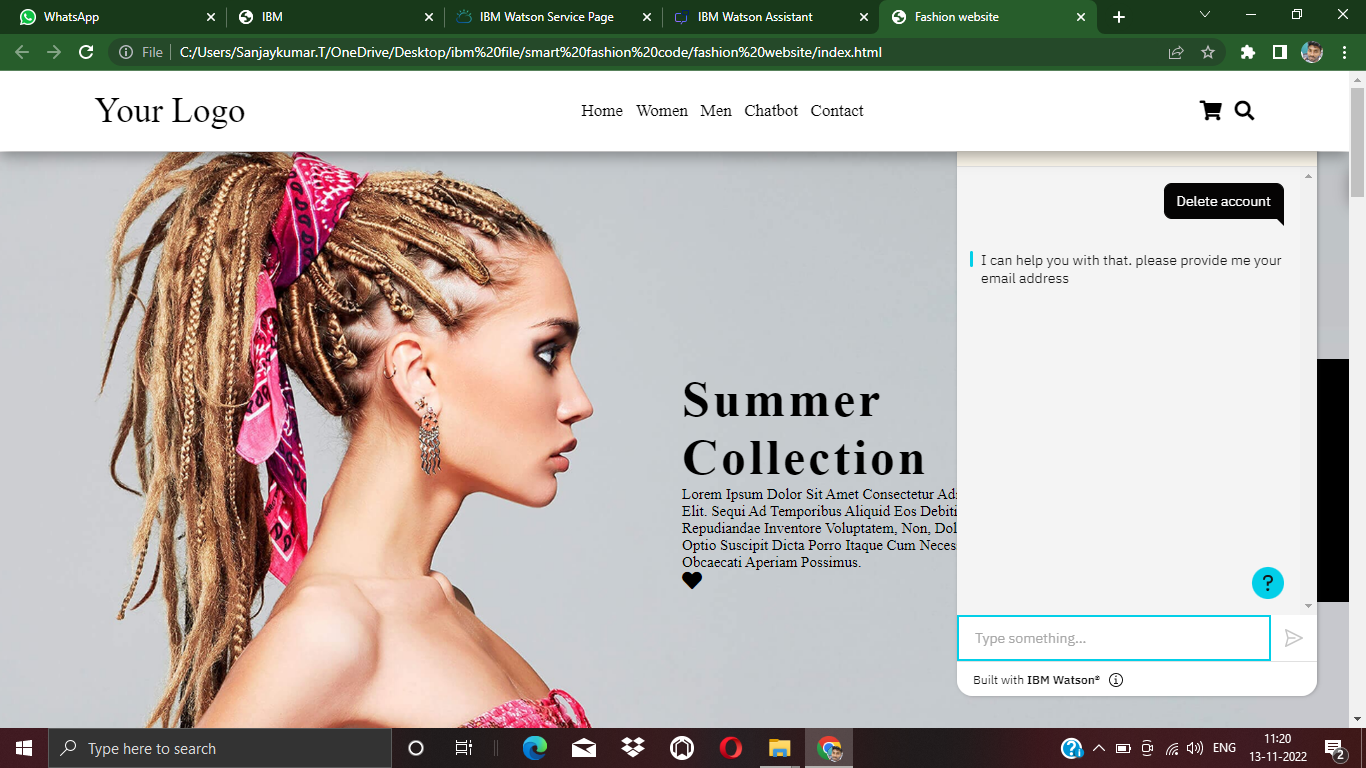 WhatsApp
IBM
IBM Watson Service Page
IBM Watson Assistant
Fashion website
File
C:/Users/Sanjaykumar.T/OneDrive/Desktop/ibm%20file/smart%20fashion%20code/fashion%20website/index.html
Your Logo
Home Women Men Chatbot Contact
Delete account
I can help you with that. please provide me your
email address
Summer
Collection
Lorem Ipsum Dolor Sit Amet Consectetur Ad
Elit. Sequi Ad Temporibus Aliquid Eos Debiti
Repudiandae Inventore Voluptatem, Non, Dol
Optio Suscipit Dicta Porro Itaque Cum Neces
Obcaecati Aperiam Possimus.
?
Type something...
Built with IBM Watson®
Type here to search
ENG
11:20
13-11-2022
2